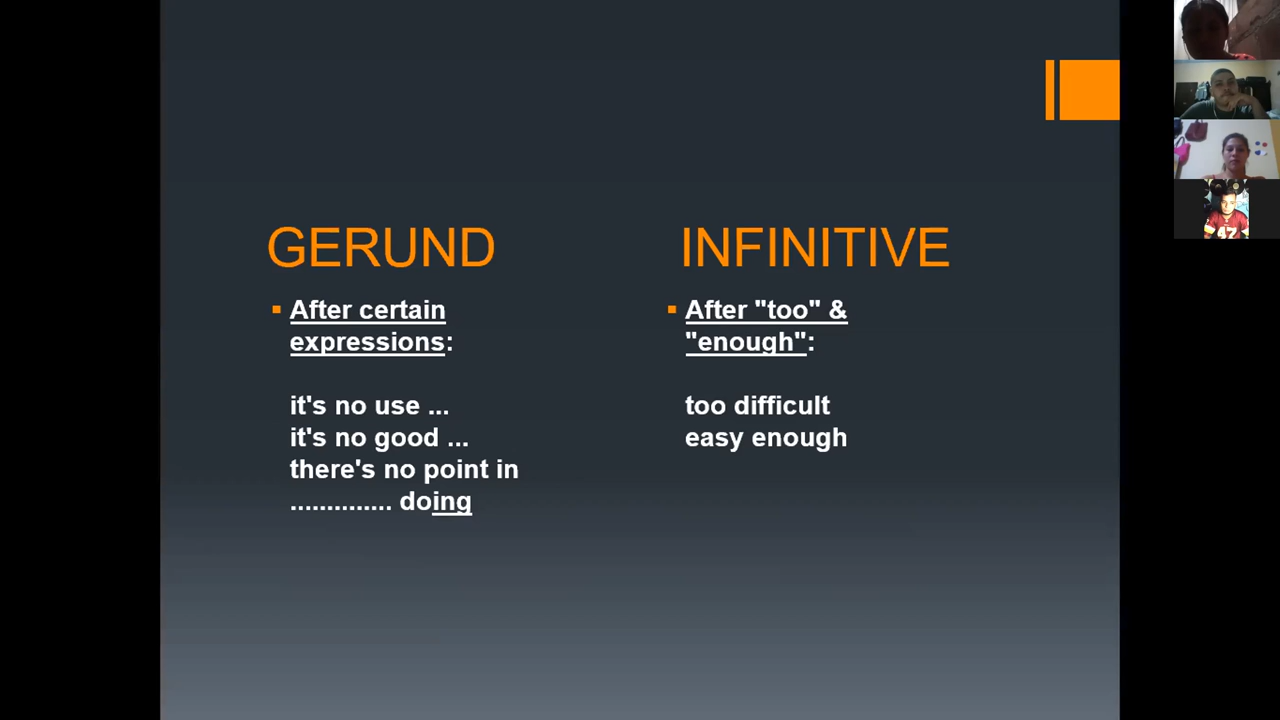 GERUND
After certain
expressions:
it's no use ...
it's no good ...
there's no point in
.............. doing
INFINITIVE
After "too" &
"enough":
too difficult
easy enough
47